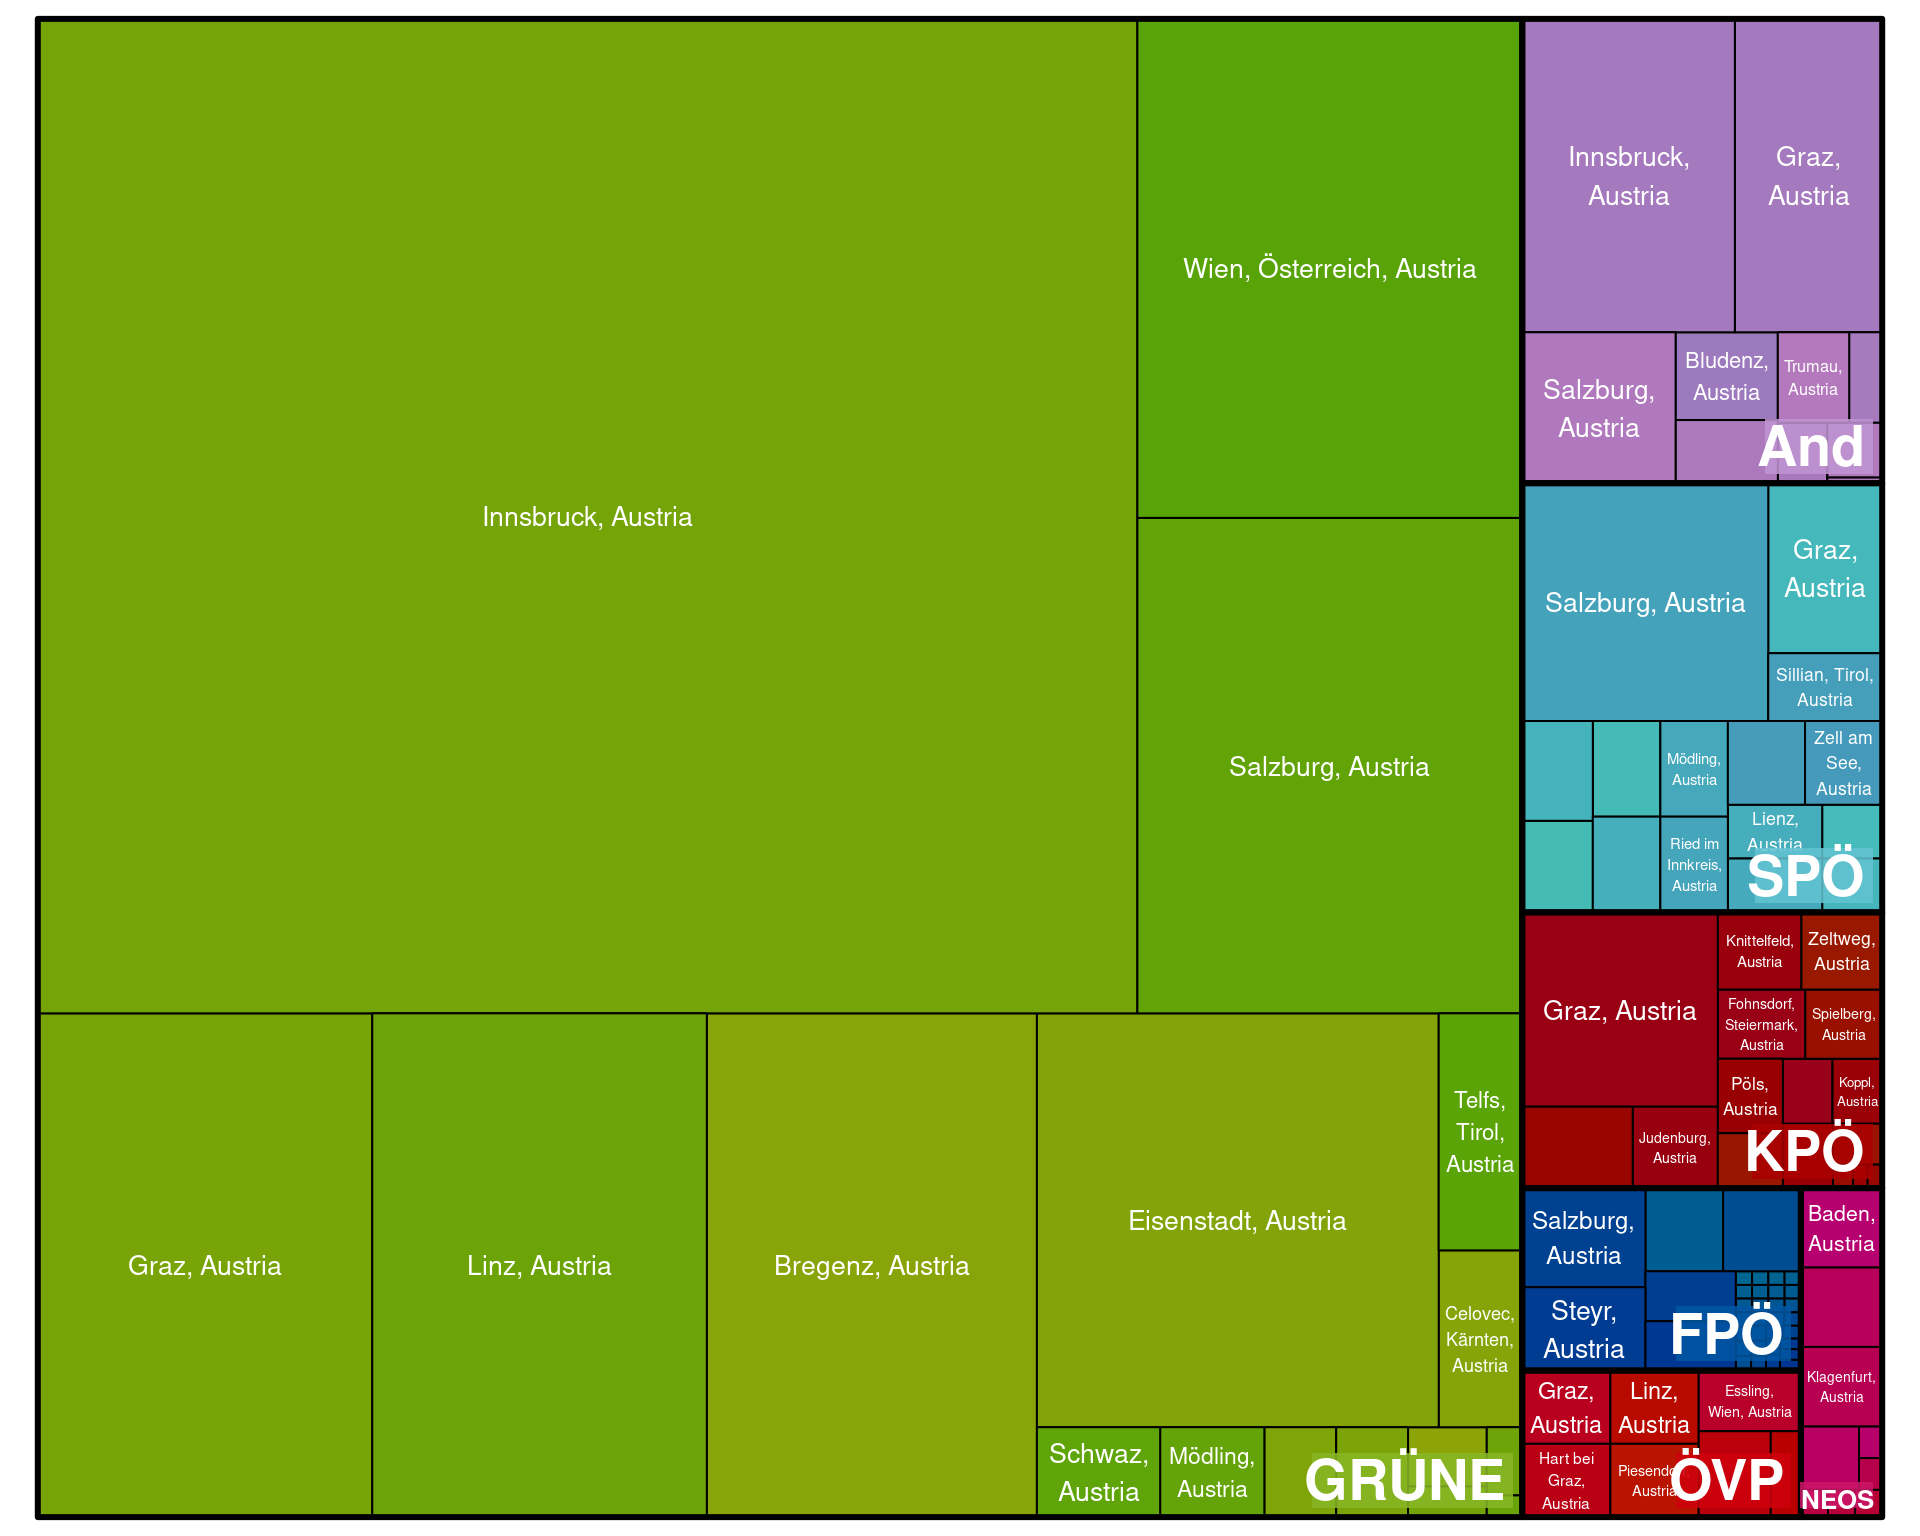 Innsbruck, Austria
Wien, Österreich, Austria
Salzburg, Austria
Graz, Austria
Linz, Austria
Bregenz, Austria
Eisenstadt, Austria
Telfs,
Tirol,
Austria
Celovec,
Kärnten,
Austria
Schwaz,
Austria
Mödling,
Austria
GRÜNE
Innsbruck,
Austria
Graz,
Austria
Salzburg,
Austria
Bludenz,
Austria
Trumau,
Austria
And
Salzburg, Austria
Graz,
Austria
Sillian, Tirol,
Austria
Mödling,
Austria
Zell am
See,
Austria
Ried im
Innkreis,
Austria
Lienz,
Austria
SPÖ
Graz, Austria
Knittelfeld,
Austria
Zeltweg,
Austria
Fohnsdorf,
Steiermark,
Austria
Spielberg,
Austria
Pöls,
Austria
Koppl,
Austria
Judenburg,
Austria
KPÖ
Salzburg,
Austria
Steyr,
Austria
FPÖ
Baden,
Austria
Klagenfurt,
Austria
NEOS
Graz,
Austria
Linz,
Austria
Essling,
Wien, Austria
Hart bei
Graz,
Austria
Austria
ÖVP